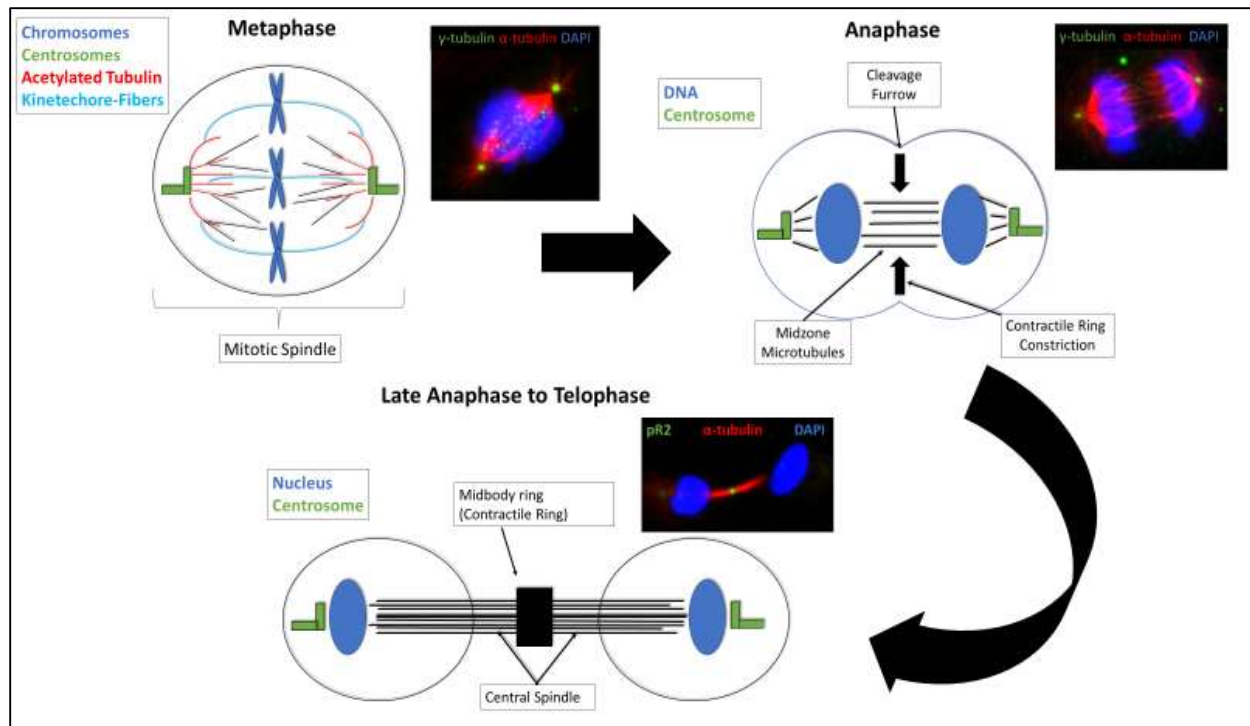 Chromosomes
Centrosomes
Acetylated Tubulin
Kinetechore-Fibers
Metaphase
γ-tubulin α-tubulin DAPI
Mitotic Spindle
Anaphase
γ-tubulin α-tubulin DAPI
DNA
Centrosome
Cleavage
Furrow
Midzone
Microtubules
Contractile Ring
Constriction
Late Anaphase to Telophase
pR2 α-tubulin DAPI
Nucleus
Centrosome
Midbody ring
(Contractile Ring)
Central Spindle